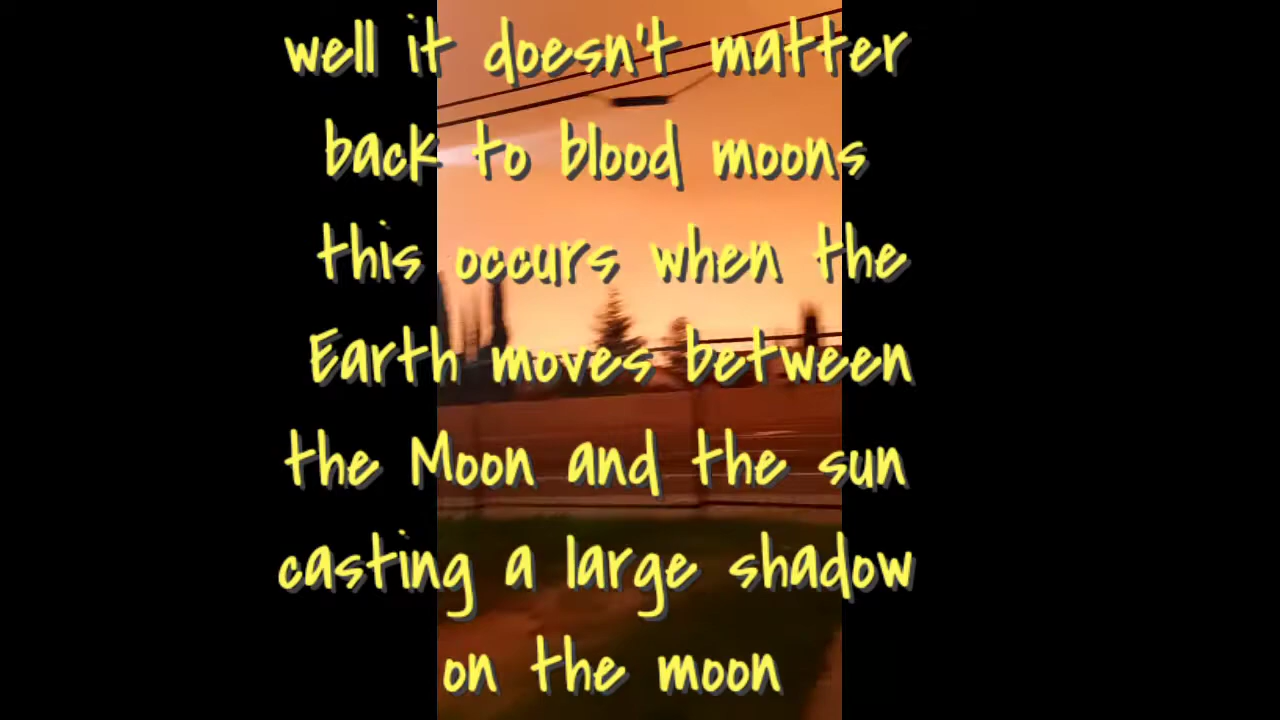 well it doesn't matter
back to blood moons
this occurs when the
Earth moves between
the Moon and the sun
casting a large shadow
on the moon